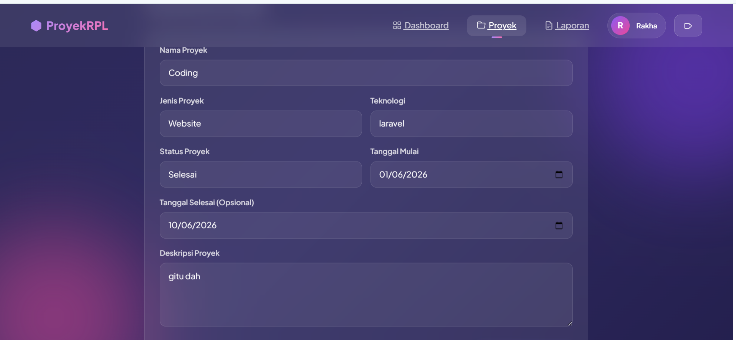 ProyekRPL Dashboard Proyek Laporan R Rakha
Nama Proyek
Coding
Jenis Proyek Teknologi
Website laravel
Status Proyek Tanggal Mulai
Selesai 01/06/2026
Tanggal Selesai (Opsional)
10/06/2026
Deskripsi Proyek
gitu dah